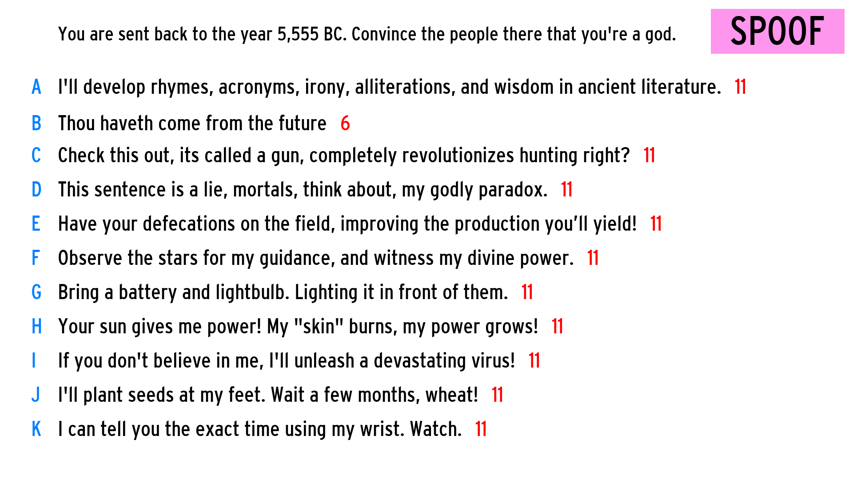 You are sent back to the year 5,555 BC. Convince the people there that you're a god.
SPOOF
A I'll develop rhymes, acronyms, irony, alliterations, and wisdom in ancient literature. 11
B Thou haveth come from the future 6
C Check this out, its called a gun, completely revolutionizes hunting right? 11
D This sentence is a lie, mortals, think about, my godly paradox. 11
E Have your defecations on the field, improving the production you’ll yield! 11
F Observe the stars for my guidance, and witness my divine power. 11
G Bring a battery and lightbulb. Lighting it in front of them. 11
H Your sun gives me power! My "skin" burns, my power grows! 11
I If you don't believe in me, I'll unleash a devastating virus! 11
J I'll plant seeds at my feet. Wait a few months, wheat! 11
K I can tell you the exact time using my wrist. Watch. 11